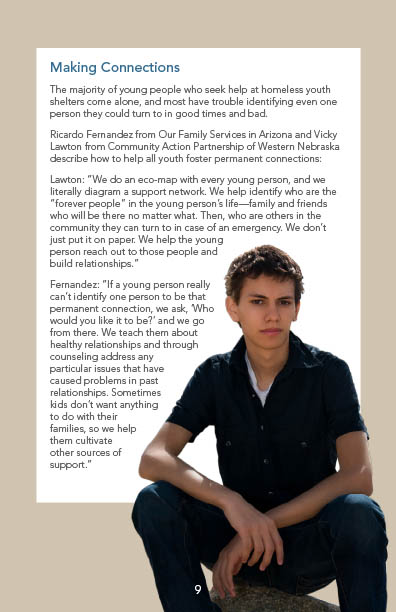 Making Connections
The majority of young people who seek help at homeless youth
shelters come alone, and most have trouble identifying even one
person they could turn to in good times and bad.
Ricardo Fernandez from Our Family Services in Arizona and Vicky
Lawton from Community Action Partnership of Western Nebraska
describe how to help all youth foster permanent connections:
Lawton: “We do an eco-map with every young person, and we
literally diagram a support network. We help identify who are the
“forever people” in the young person’s life—family and friends
who will be there no matter what. Then, who are others in the
community they can turn to in case of an emergency. We don’t
just put it on paper. We help the young
person reach out to those people and
build relationships.”
Fernandez: “If a young person really
can’t identify one person to be that
permanent connection, we ask, ‘Who
would you like it to be?’ and we go
from there. We teach them about
healthy relationships and through
counseling address any
particular issues that have
caused problems in past
relationships. Sometimes
kids don’t want anything
to do with their
families, so we help
them cultivate
other sources of
support.”
9